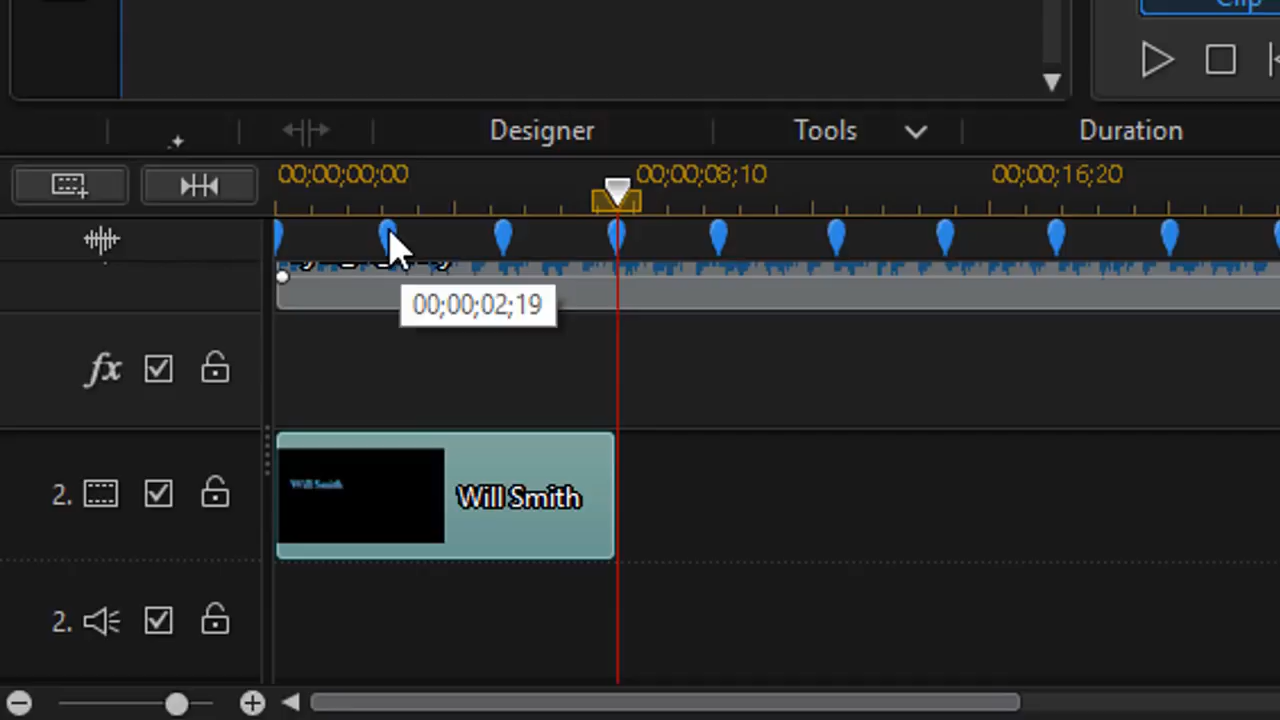 Clip
Designer Tools Duration
00;00;00;00 00;00;08;10 00;00;16;20
00;00;02;19
fx
Will Smith
2. Will Smith
2.